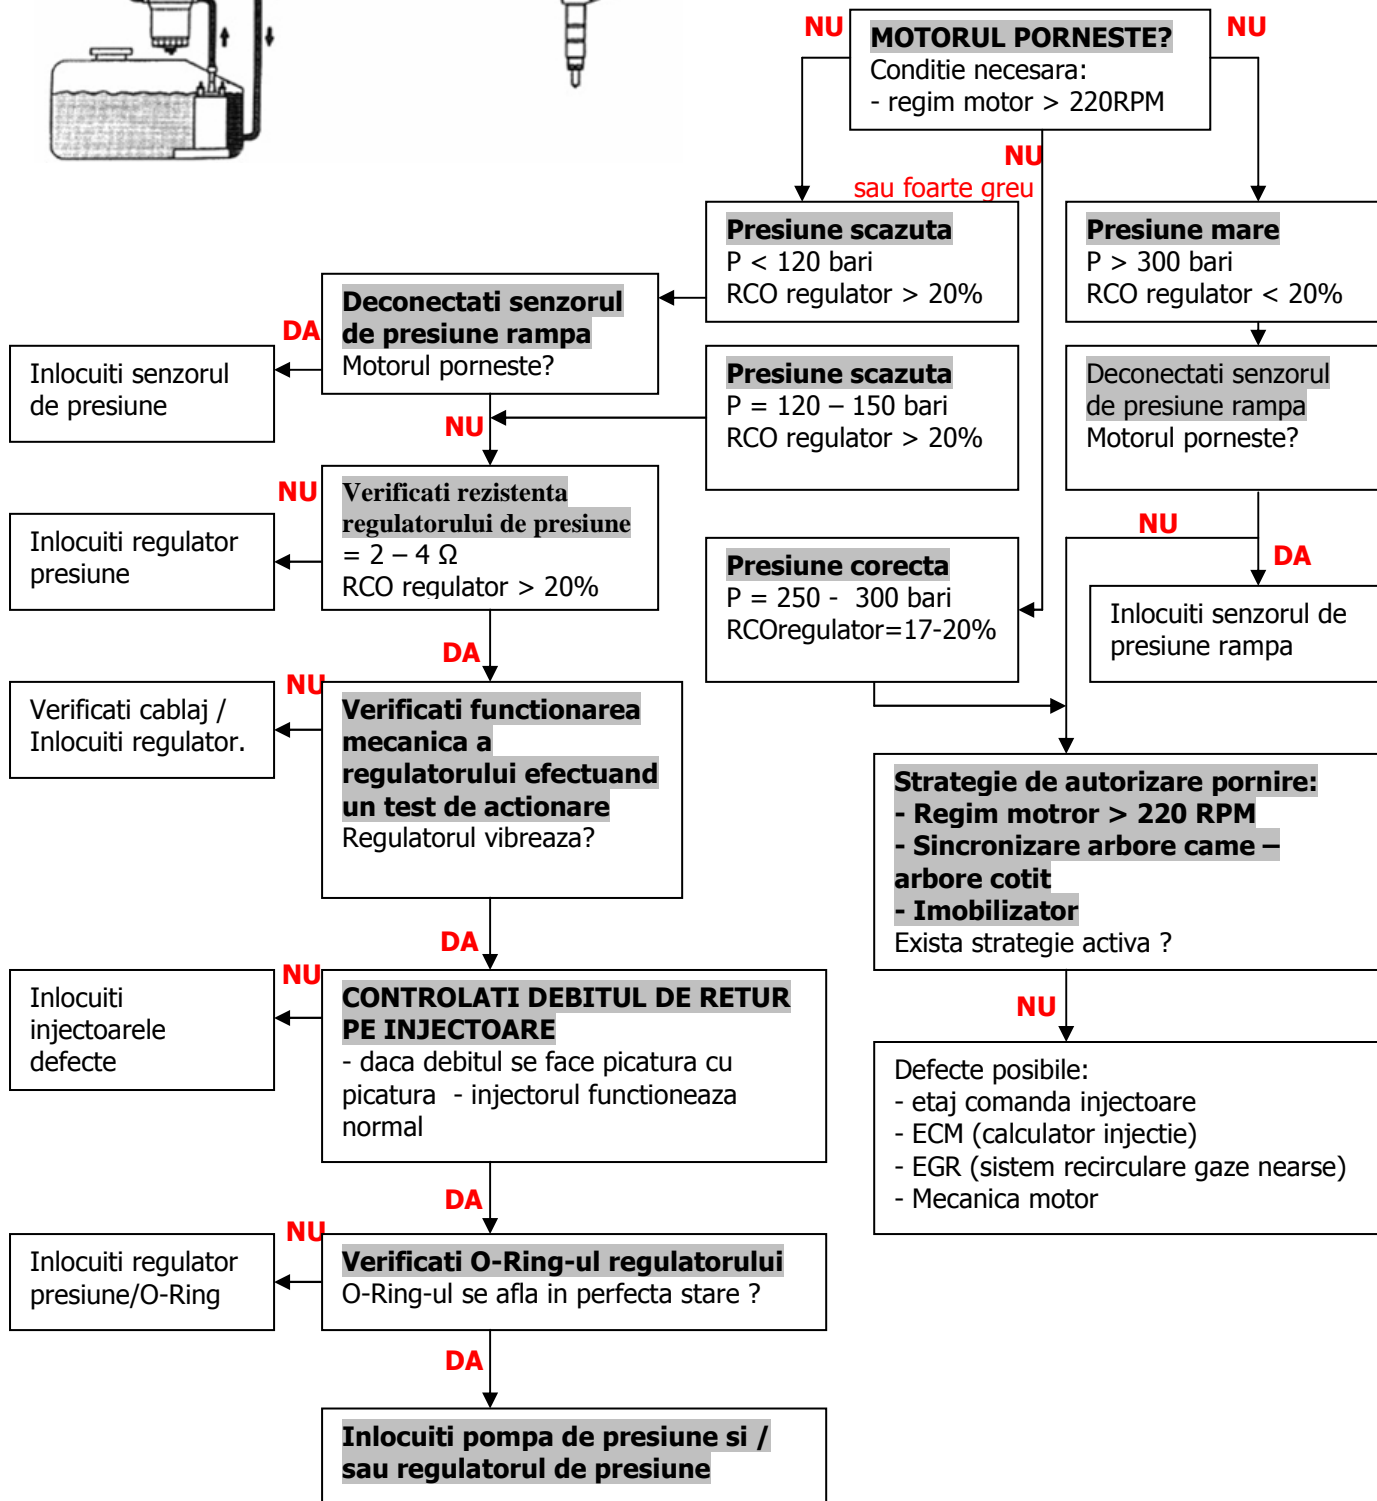 NU
MOTORUL PORNESTE?
NU
Conditie necesara:
- regim motor > 220RPM
NU
sau foarte greu
Presiune scazuta
P < 120 bari
RCO regulator > 20%
Presiune mare
P > 300 bari
RCO regulator < 20%
Deconectati senzorul
de presiune rampa
Motorul porneste?
DA
Inlocuiti senzorul
de presiune
Presiune scazuta
P = 120 – 150 bari
RCO regulator > 20%
Deconectati senzorul
de presiune rampa
Motorul porneste?
NU
NU
Verificati rezistenta
regulatorului de presiune
= 2 – 4 Ω
RCO regulator > 20%
Inlocuiti regulator
presiune
NU
DA
Presiune corecta
P = 250 - 300 bari
RCOregulator=17-20%
Inlocuiti senzorul de
presiune rampa
DA
NU
Verificati cablaj /
Inlocuiti regulator.
Verificati functionarea
mecanica a
regulatorului efectuand
un test de actionare
Regulatorul vibreaza?
Strategie de autorizare pornire:
- Regim motror > 220 RPM
- Sincronizare arbore came –
arbore cotit
- Imobilizator
Exista strategie activa ?
DA
NU
Inlocuiti
injectoarele
defecte
CONTROLATI DEBITUL DE RETUR
PE INJECTOARE
- daca debitul se face picatura cu
picatura - injectorul functioneaza
normal
NU
Defecte posibile:
- etaj comanda injectoare
- ECM (calculator injectie)
- EGR (sistem recirculare gaze nearse)
- Mecanica motor
DA
NU
Inlocuiti regulator
presiune/O-Ring
Verificati O-Ring-ul regulatorului
O-Ring-ul se afla in perfecta stare ?
DA
Inlocuiti pompa de presiune si /
sau regulatorul de presiune